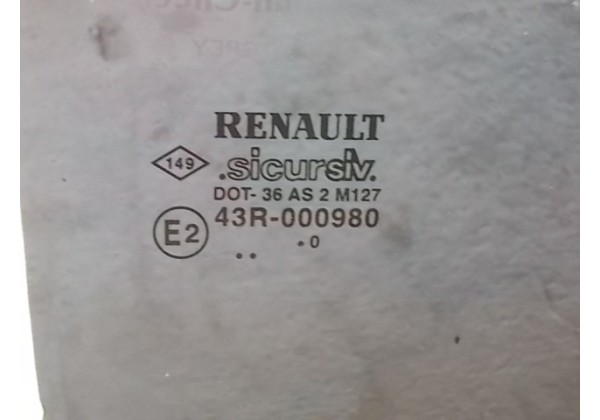 RENAULT
149 .sicursiv.
DOT- 36 AS 2 M127
E2 43R-000980
.. .0